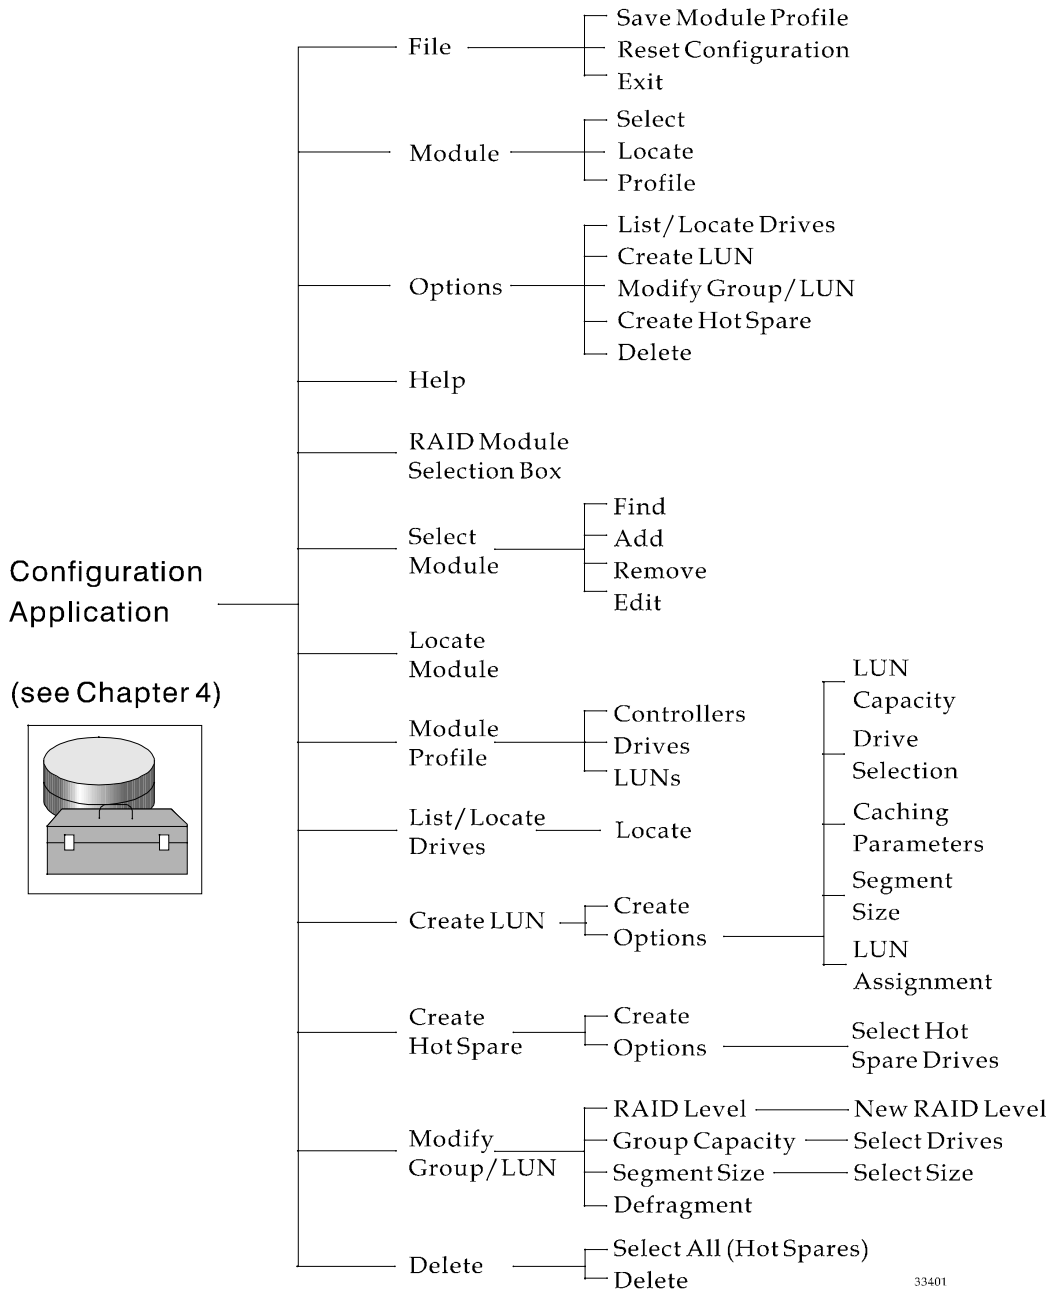 File
Save Module Profile
Reset Configuration
Exit
Module
Select
Locate
Profile
Options
List/Locate Drives
Create LUN
Modify Group/LUN
Create Hot Spare
Delete
Help
RAID Module
Selection Box
Select
Module
Find
Add
Remove
Edit
Configuration
Application
(see Chapter 4)
Locate
Module
Module
Profile
Controllers
Drives
LUNs
List/Locate
Drives
Locate
Create LUN
Create
Options
LUN
Capacity
Drive
Selection
Caching
Parameters
Segment
Size
LUN
Assignment
Create
Hot Spare
Create
Options
Select Hot
Spare Drives
Modify
Group/LUN
RAID Level
New RAID Level
Group Capacity
Select Drives
Segment Size
Select Size
Defragment
Delete
Select All (Hot Spares)
Delete
33401